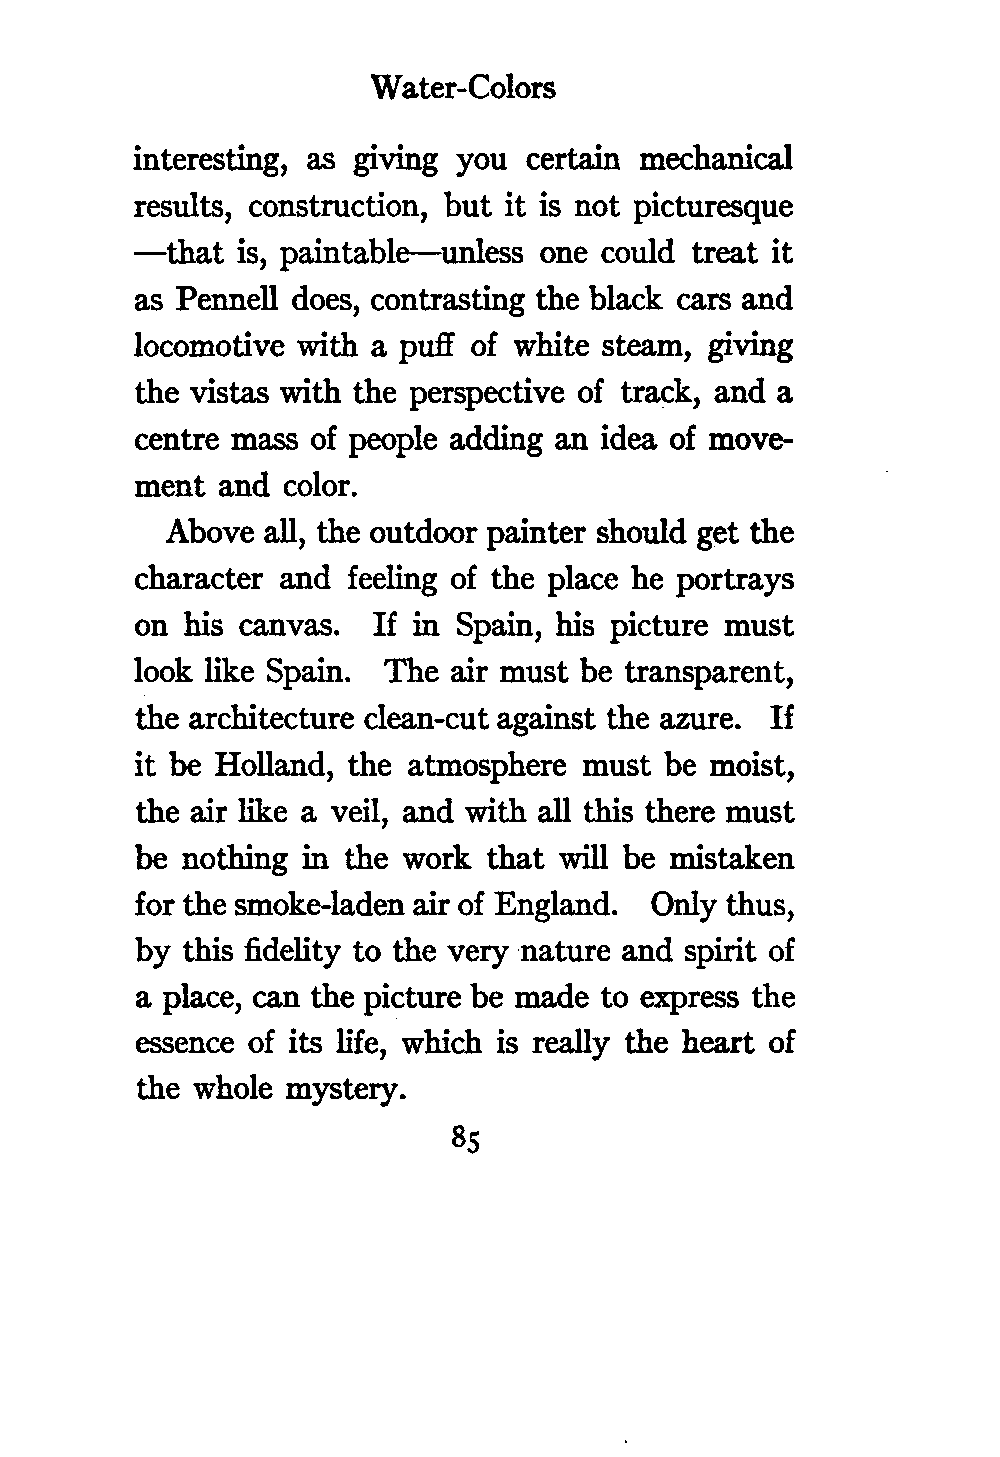 Water-Colors
interesting, as giving you certain mechanical
results, construction, but it is not picturesque
—that is, paintable—unless one could treat it
as Pennell does, contrasting the black cars and
locomotive with a puff of white steam, giving
the vistas with the perspective of track, and a
centre mass of people adding an idea of move-
ment and color.
Above all, the outdoor painter should get the
character and feeling of the place he portrays
on his canvas. If in Spain, his picture must
look like Spain. The air must be transparent,
the architecture clean-cut against the azure. If
it be Holland, the atmosphere must be moist,
the air like a veil, and with all this there must
be nothing in the work that will be mistaken
for the smoke-laden air of England. Only thus,
by this fidelity to the very nature and spirit of
a place, can the picture be made to express the
essence of its life, which is really the heart of
the whole mystery.
85